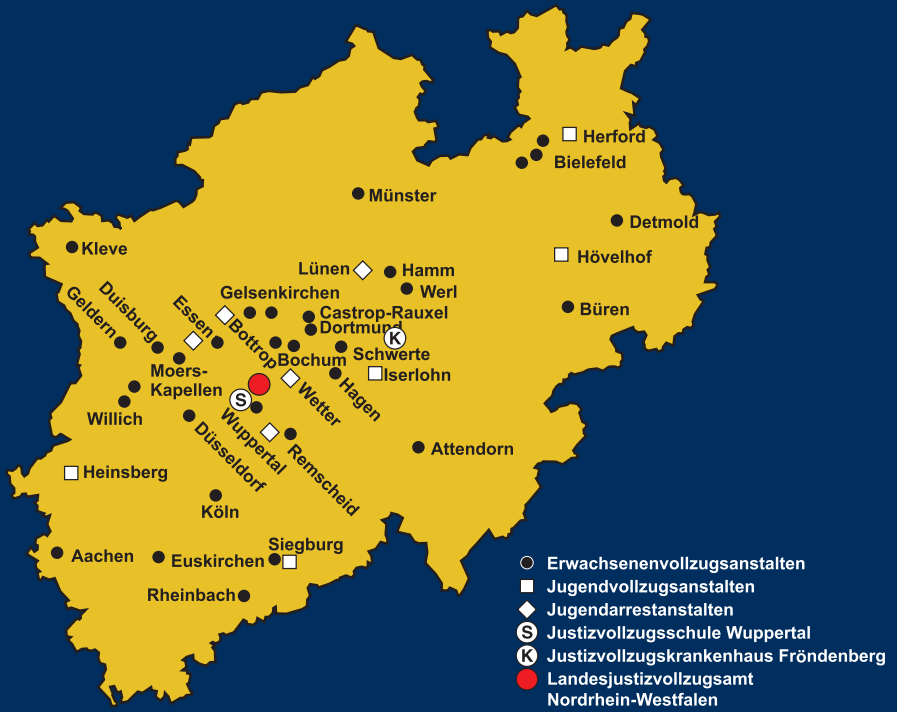 Herford
Bielefeld
Münster
Detmold
Kleve
Hövelhof
Lünen
Hamm
Werl
Gelsenkirchen
Castrop-Rauxel
Büren
Geldern
Duisburg
Essen
Bottrop
Dortmund
K
Bochum
Schwerte
Moers-
Kapellen
Iserlohn
Wetter
Hagen
Willich
S
Wuppertal
Düsseldorf
Remscheid
Attendorn
Heinsberg
Köln
Siegburg
Aachen
Euskirchen
Rheinbach
Erwachsenenvollzugsanstalten
Jugendvollzugsanstalten
Jugendarrestanstalten
S Justizvollzugsschule Wuppertal
K Justizvollzugskrankenhaus Fröndenberg
Landesjustizvollzugsamt
Nordrhein-Westfalen